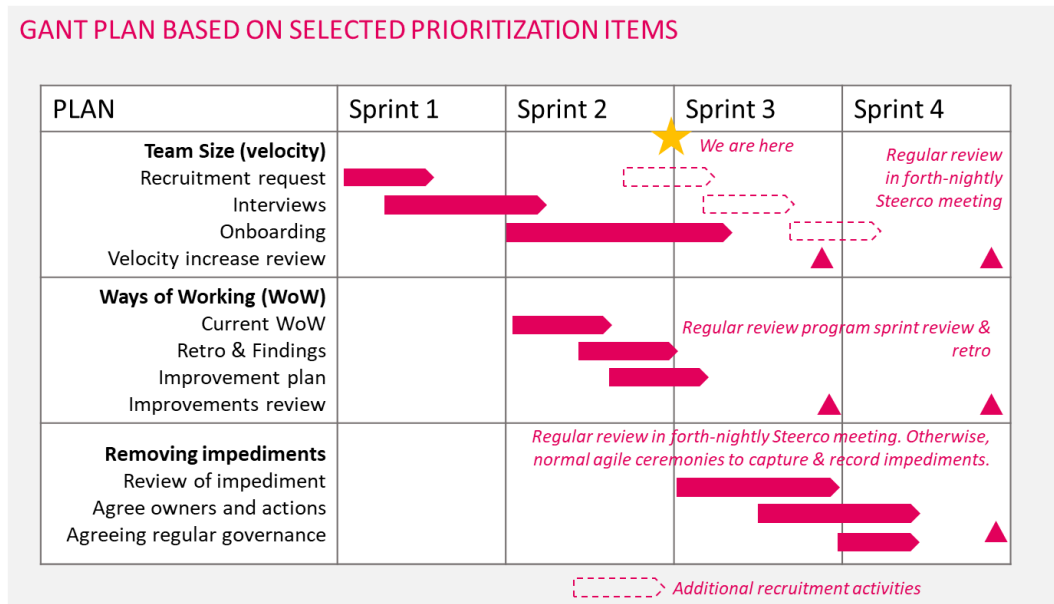 GANT PLAN BASED ON SELECTED PRIORITIZATION ITEMS
PLAN
Sprint 1
Sprint 2
Sprint 3
Sprint 4
Team Size (velocity)
Recruitment request
Interviews
Onboarding
Velocity increase review
We are here
Regular review
in forth-nightly
Steerco meeting
Ways of Working (WoW)
Current WoW
Retro & Findings
Improvement plan
Improvements review
Regular review program sprint review &
retro
Removing impediments
Review of impediment
Agree owners and actions
Agreeing regular governance
Regular review in forth-nightly Steerco meeting. Otherwise,
normal agile ceremonies to capture & record impediments.
Additional recruitment activities